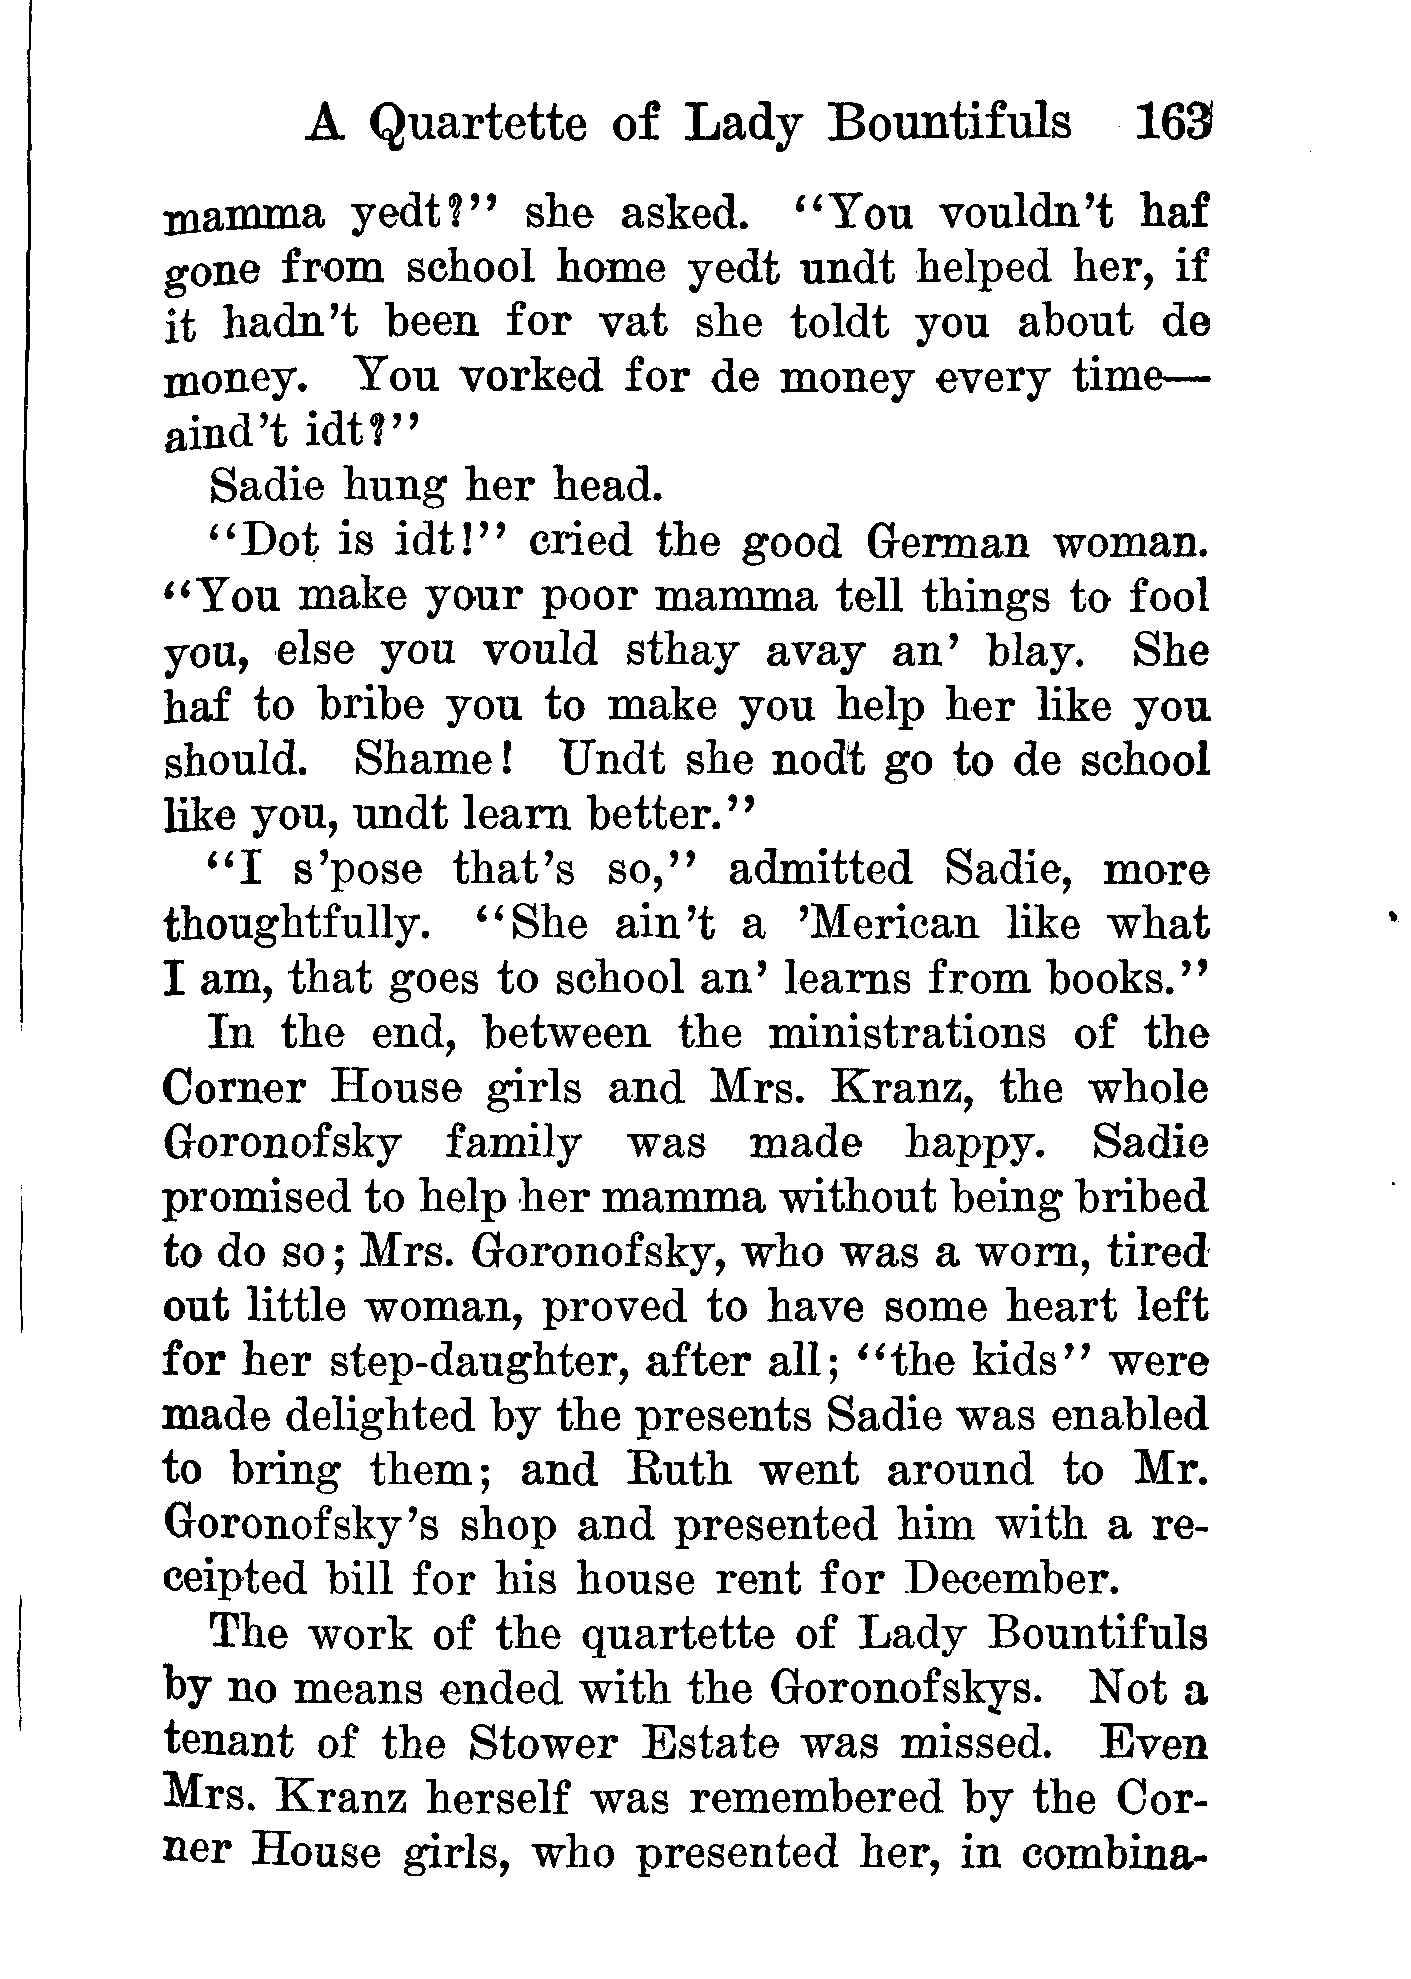 A Quartette of Lady Bountifuls 163
mamma yedt?" she asked. "You vouldn't haf
gone from school home yedt undt helped her, if
it hadn't been for vat she toldt you about de
money. You vorked for de money every time—
aind't idt?"
Sadie hung her head.
"Dot is idt!" cried the good German woman.
"You make your poor mamma tell things to fool
you, else you vould sthay avay an' blay. She
haf to bribe you to make you help her like you
should. Shame! Undt she nodt go to de school
like you, undt learn better."
"I s'pose that's so," admitted Sadie, more
thoughtfully. "She ain't a 'Merican like what
I am, that goes to school an' learns from books."
In the end, between the ministrations of the
Corner House girls and Mrs. Kranz, the whole
Goronofsky family was made happy. Sadie
promised to help her mamma without being bribed
to do so; Mrs. Goronofsky, who was a worn, tired
out little woman, proved to have some heart left
for her step-daughter, after all; "the kids" were
made delighted by the presents Sadie was enabled
to bring them; and Ruth went around to Mr.
Goronofsky's shop and presented him with a re-
ceipted bill for his house rent for December.
The work of the quartette of Lady Bountifuls
by no means ended with the Goronofskys. Not a
tenant of the Stower Estate was missed. Even
Mrs. Kranz herself was remembered by the Cor-
ner House girls, who presented her, in combina-